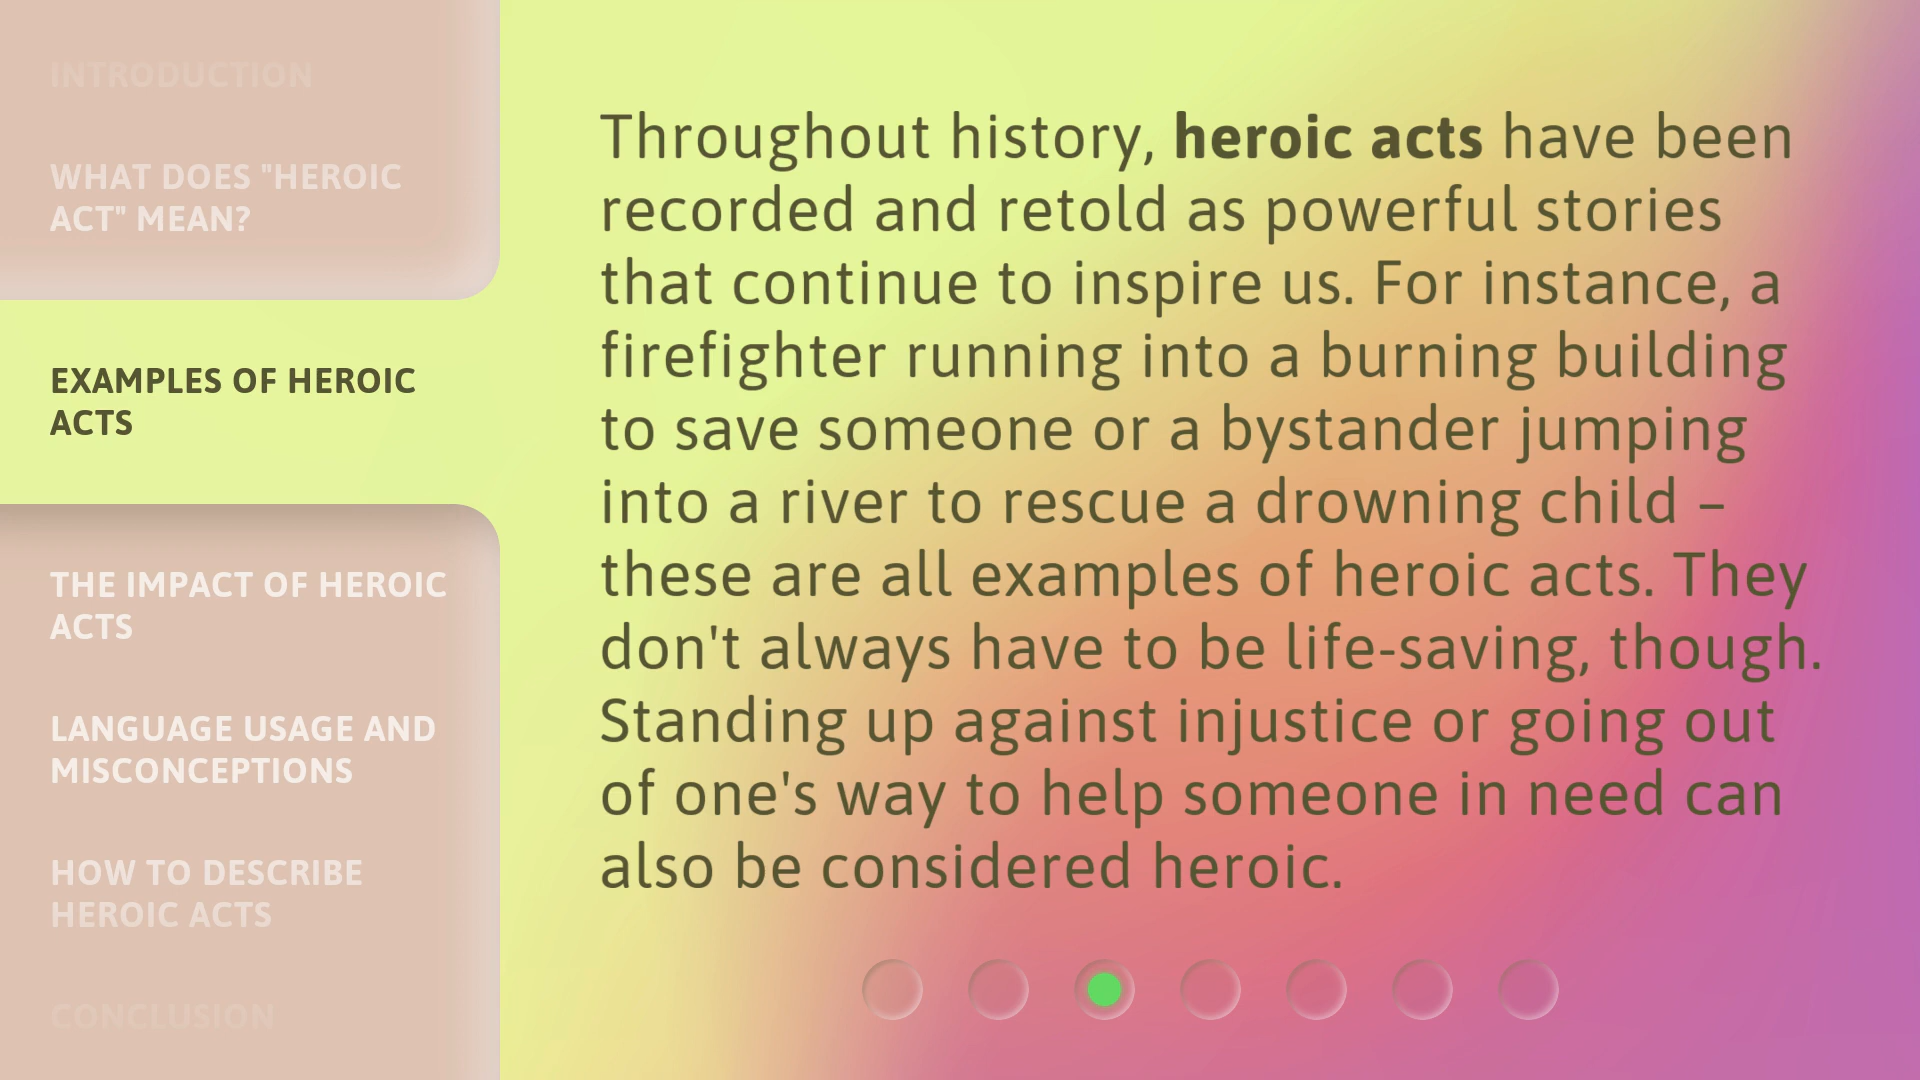 INTRODUCTION
WHAT DOES "HEROIC
ACT" MEAN?
EXAMPLES OF HEROIC
ACTS
THE IMPACT OF HEROIC
ACTS
LANGUAGE USAGE AND
MISCONCEPTIONS
HOW TO DESCRIBE
HEROIC ACTS
CONCLUSION
Throughout history, heroic acts have been
recorded and retold as powerful stories
that continue to inspire us. For instance, a
firefighter running into a burning building
to save someone or a bystander jumping
into a river to rescue a drowning child –
these are all examples of heroic acts. They
don't always have to be life-saving, though.
Standing up against injustice or going out
of one's way to help someone in need can
also be considered heroic.